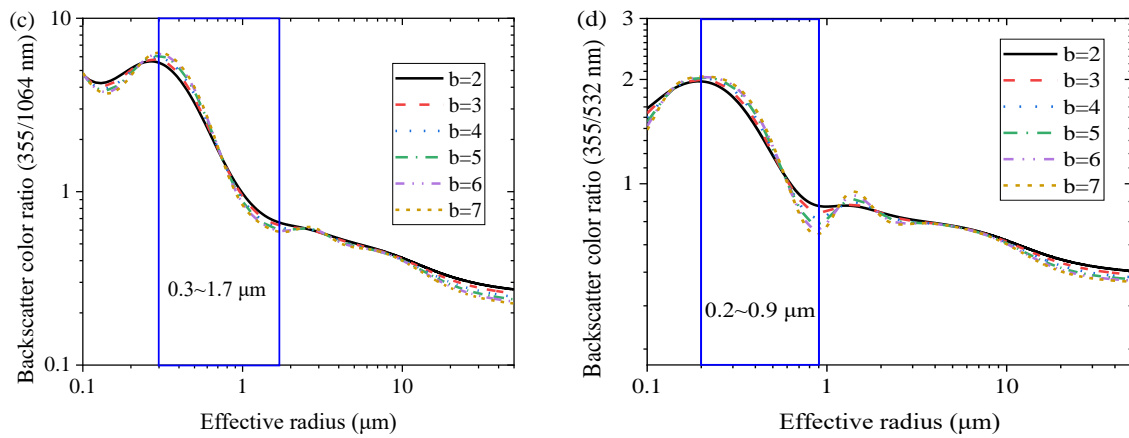 (c)
Backscatter color ratio (355/1064 nm)
10
1
0.1
b=2
b=3
b=4
b=5
b=6
b=7
0.3~1.7 μm
0.1
1
10
Effective radius (μm)
(d)
Backscatter color ratio (355/532 nm)
3
2
1
b=2
b=3
b=4
b=5
b=6
b=7
0.2~0.9 μm
0.1
1
10
Effective radius (μm)